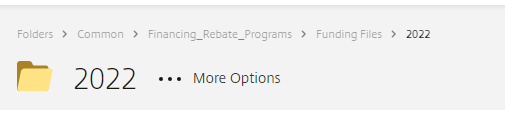 Folders > Common > Financing_Rebate_Programs > Funding Files > 2022
2022 ••• More Options